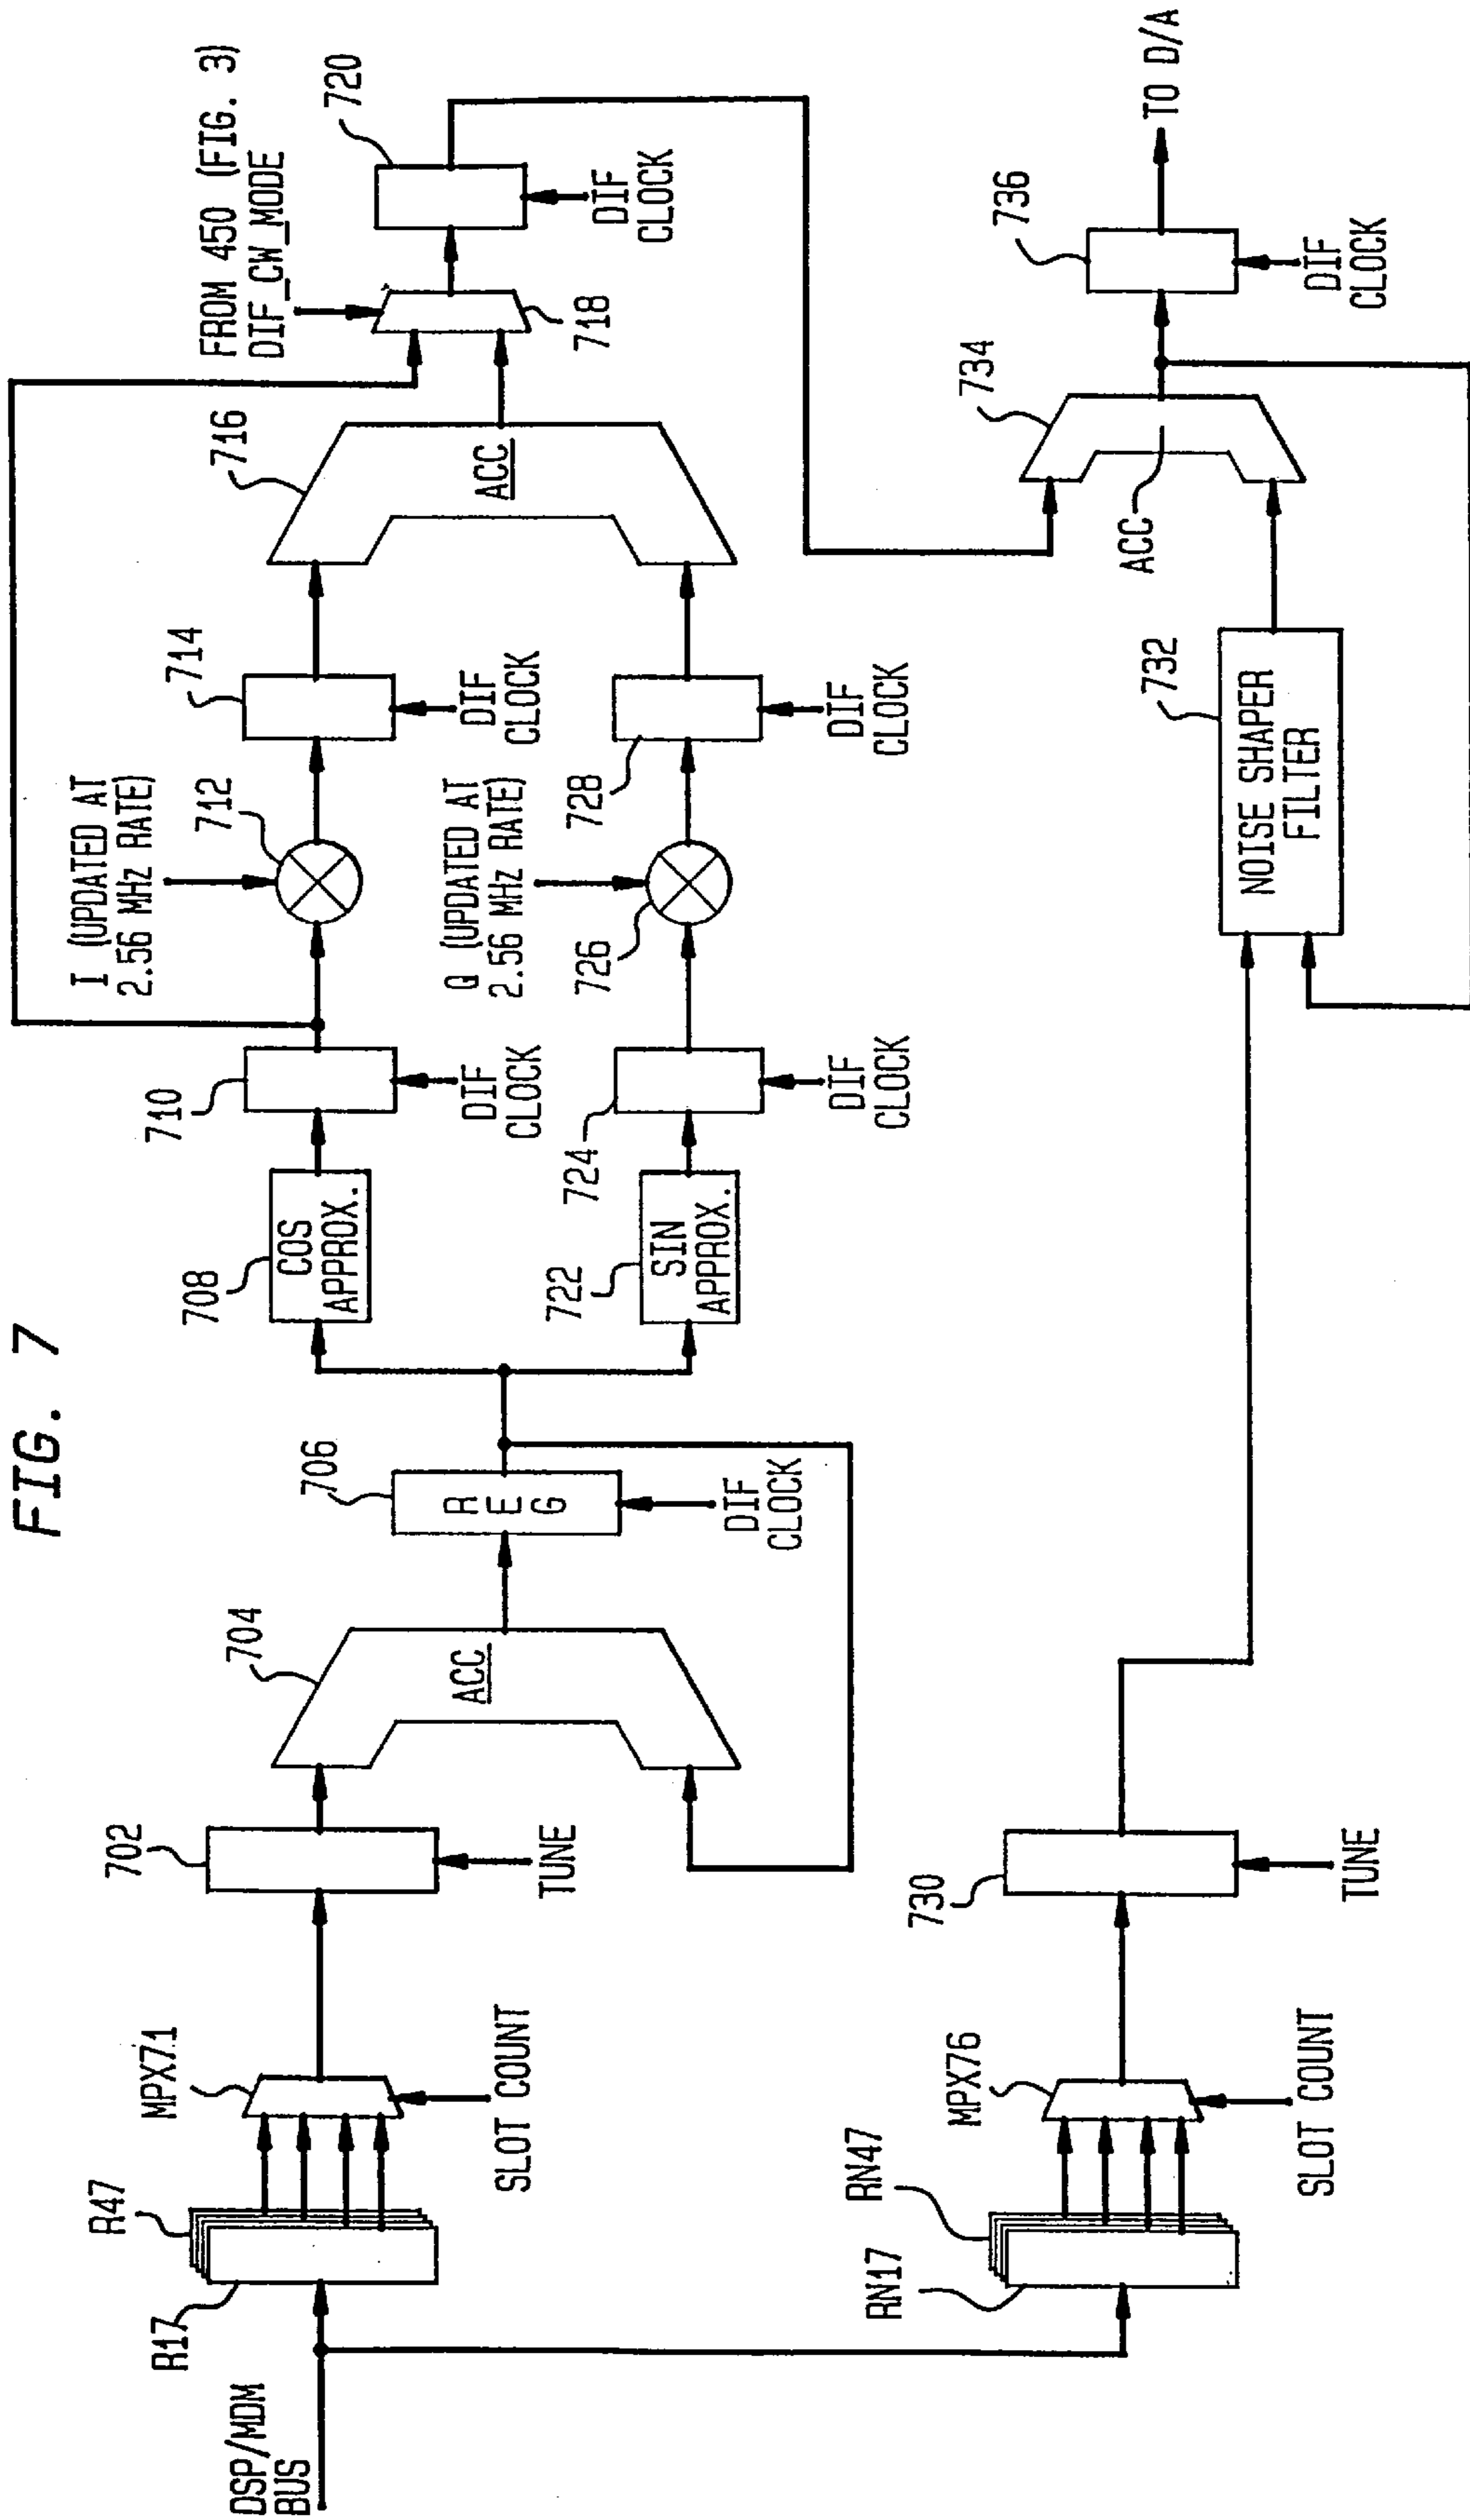 FIG. 7
DSP/MDM
BUS
R17
R47
MPX71
SLOT COUNT
702
TUNE
704
ACC
706
REG
DIF
CLOCK
708
COS
APPROX.
710
DIF
CLOCK
I (UPDATED AT
2.56 MHz RATE)
712
714
DIF
CLOCK
716
ACC
FROM 450 (FIG. 3)
DIF_CW_MODE
718
720
DIF
CLOCK
722
SIN
APPROX.
724
DIF
CLOCK
Q (UPDATED AT
2.56 MHz RATE)
726
728
DIF
CLOCK
RN17
RN47
MPX76
SLOT COUNT
730
TUNE
732
NOISE SHAPER
FILTER
734
ACC
736
DIF
CLOCK
TO D/A